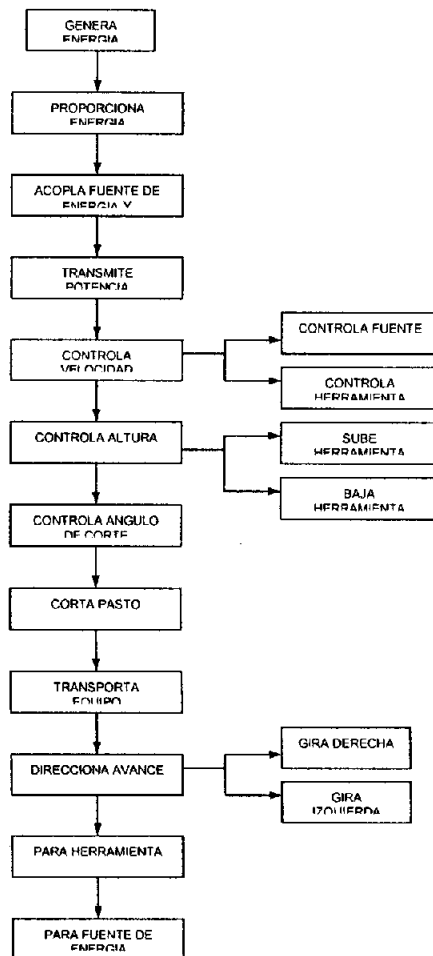 GENERA
ENERGIA
PROPORCIONA
ENERGIA
ACOPLA FUENTE DE
ENERGIA Y
TRANSMITE
POTENCIA
CONTROLA
VELOCIDAD
CONTROLA FUENTE
CONTROLA
HERRAMIENTA
CONTROLA ALTURA
SUBE
HERRAMIENTA
BAJA
HERRAMIENTA
CONTROLA ANGULO
DE CORTE
CORTA PASTO
TRANSPORTA
EQUIPO
DIRECCIONA AVANCE
GIRA DERECHA
GIRA
IZQUIERDA
PARA HERRAMIENTA
PARA FUENTE DE
ENERGIA